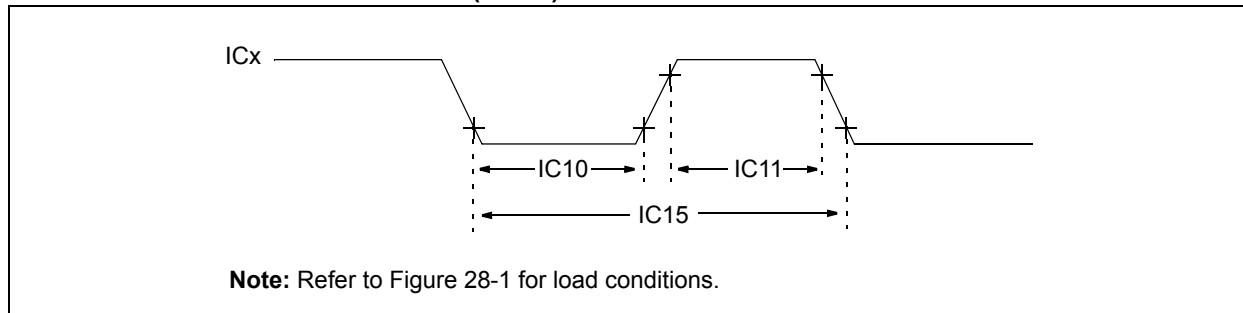 ICx
IC10
IC11
IC15
Note: Refer to Figure 28-1 for load conditions.